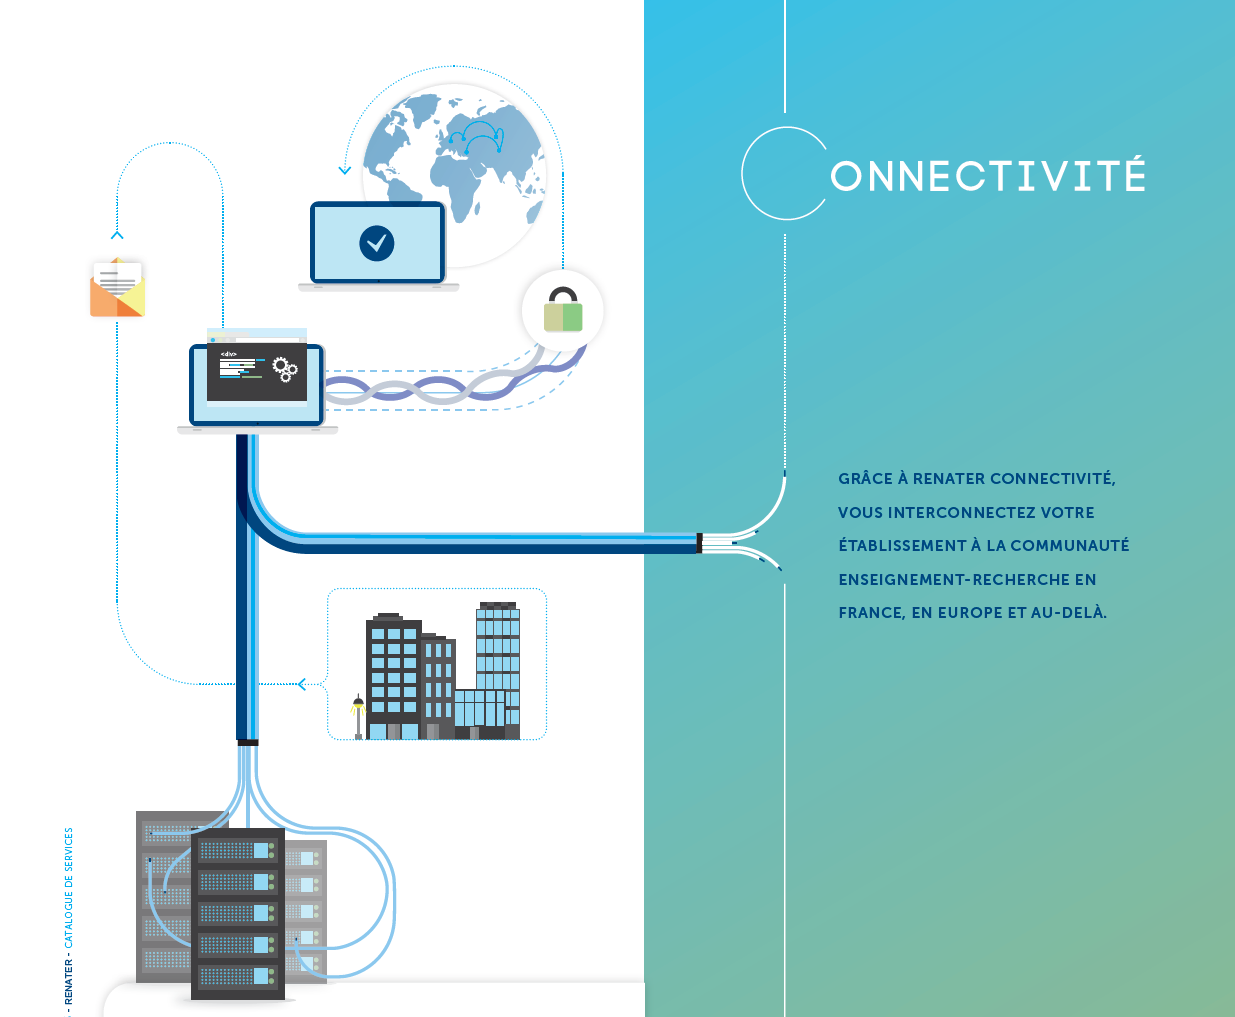 CONNECTIVITÉ
GRÂCE À RENATER CONNECTIVITÉ,
VOUS INTERCONNECTEZ VOTRE
ÉTABLISSEMENT À LA COMMUNAUTÉ
ENSEIGNEMENT-RECHERCHE EN
FRANCE, EN EUROPE ET AU-DELÀ.
<div>
- RENATER - CATALOGUE DE SERVICES